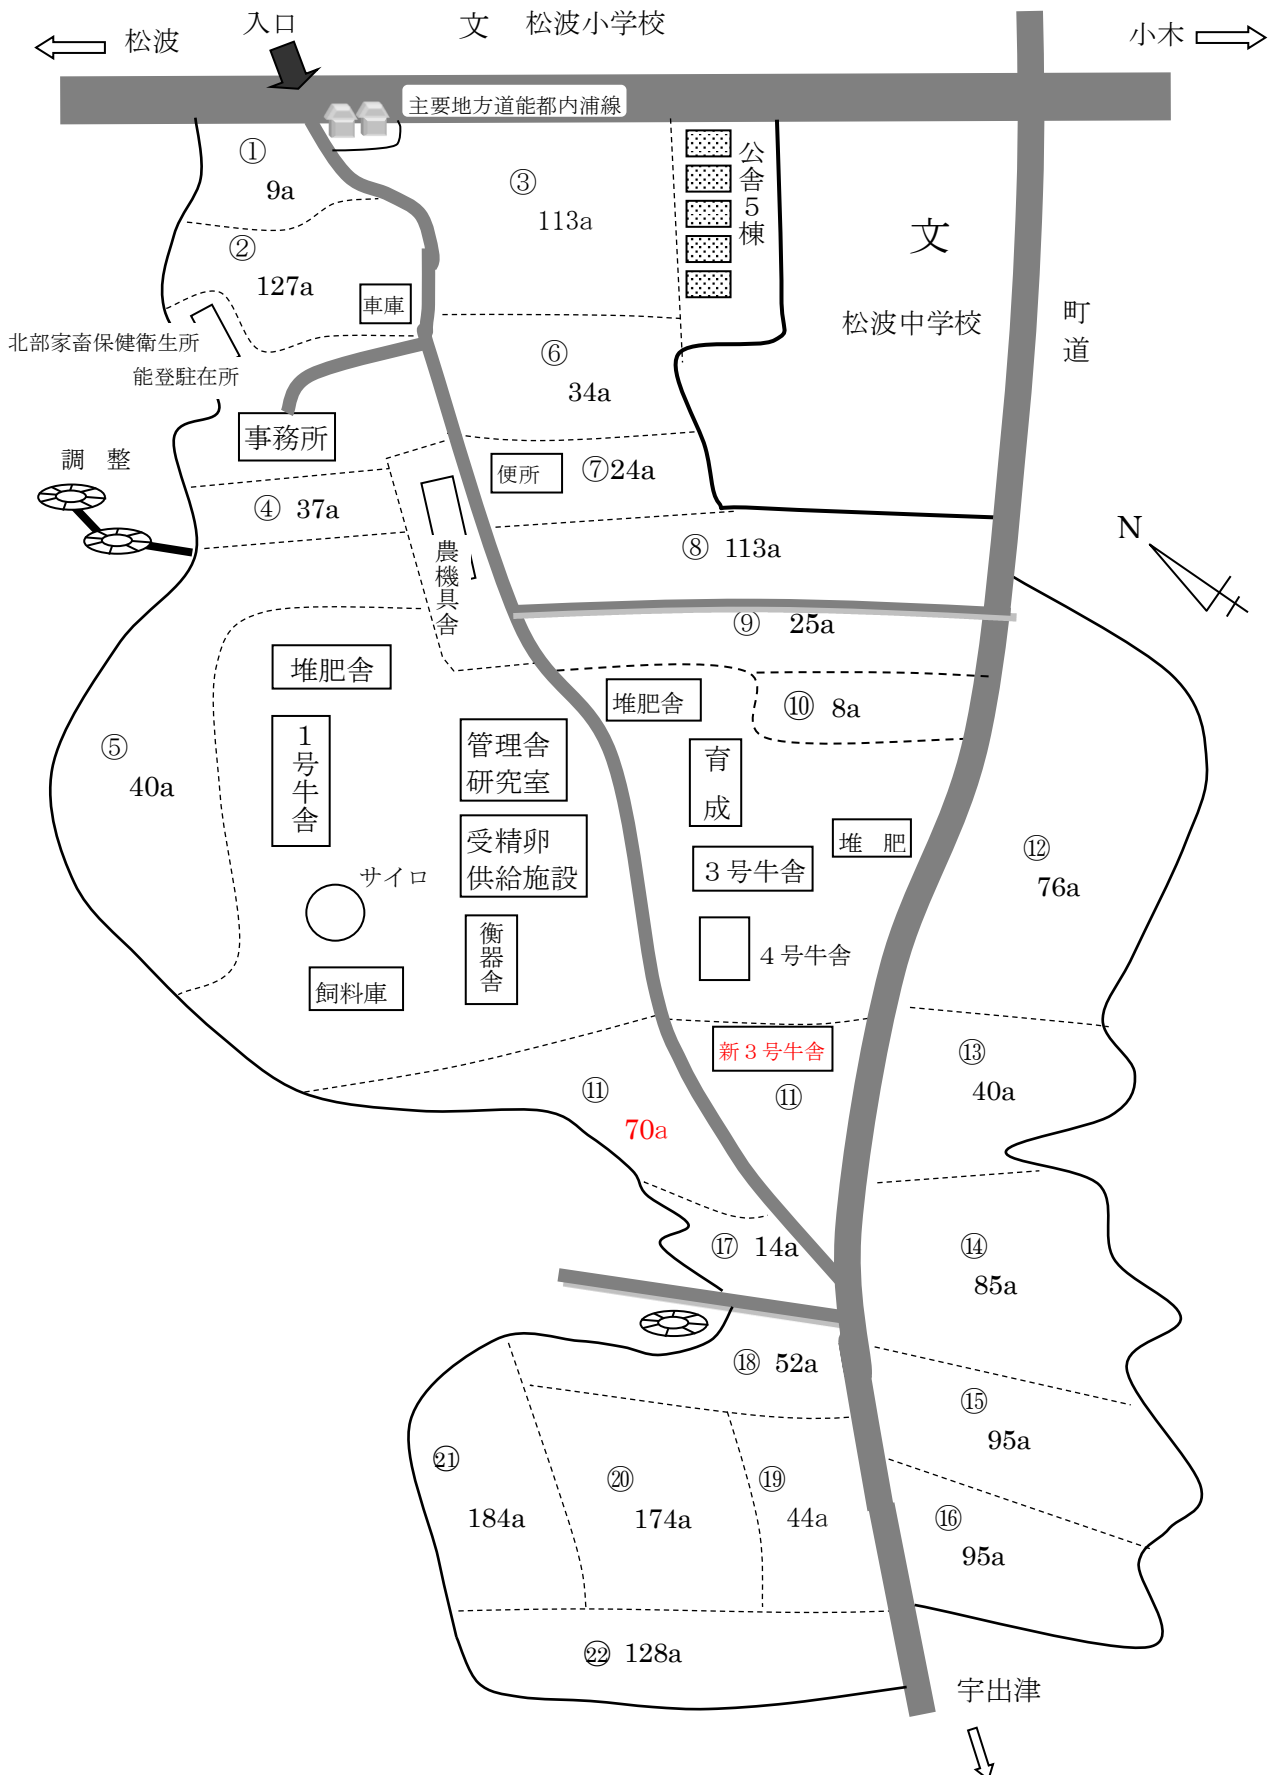 入口
文 松波小学校
松波
小木
主要地方道能都内浦線
①
9a
③
113a
公舎５棟
文
松波中学校
町道
②
127a
車庫
北部家畜保健衛生所
能登駐在所
⑥
34a
事務所
調 整
便所
⑦24a
④ 37a
農機具舎
⑧ 113a
N
⑨ 25a
堆肥舎
堆肥舎
⑩ 8a
⑤
40a
１号牛舎
管理舎
研究室
育成
受精卵
供給施設
堆 肥
３号牛舎
⑫
76a
サイロ
衡器舎
４号牛舎
飼料庫
新３号牛舎
⑬
40a
⑪
70a
⑪
⑰ 14a
⑭
85a
⑱ 52a
⑮
95a
㉑
184a
⑳
174a
⑲
44a
⑯
95a
㉒ 128a
宇出津